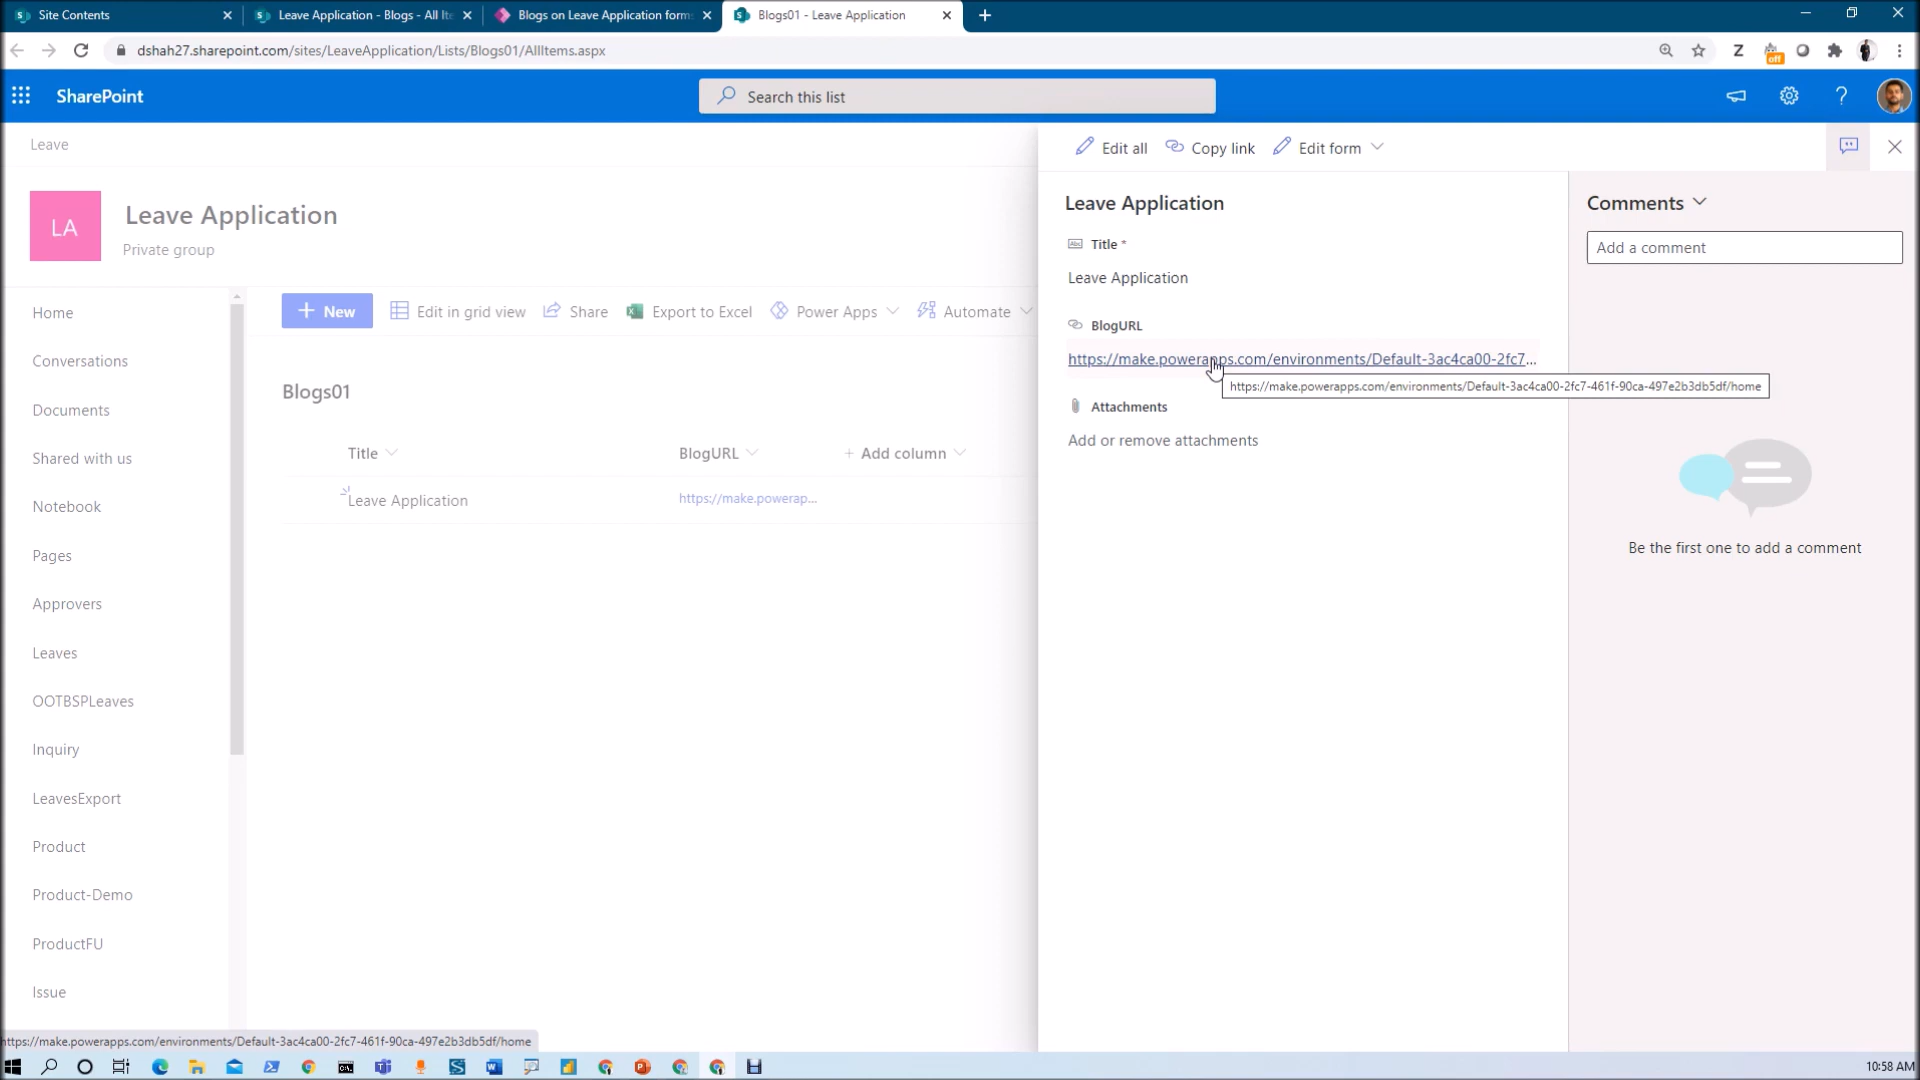 Site Contents
Leave Application - Blogs - All Ite
Blogs on Leave Application form
Blogs01 - Leave Application
dshah27.sharepoint.com/sites/LeaveApplication/Lists/Blogs01/AllItems.aspx
Z
off
SharePoint
Search this list
?
Leave
Edit all
Copy link
Edit form
LA
Leave Application
Private group
Leave Application
Comments
Title *
Add a comment
Leave Application
Home
New
Edit in grid view
Share
Export to Excel
Power Apps
Automate
BlogURL
https://make.powerapps.com/environments/Default-3ac4ca00-2fc7...
https://make.powerapps.com/environments/Default-3ac4ca00-2fc7-461f-90ca-497e2b3db5df/home
Conversations
Blogs01
Attachments
Documents
Add or remove attachments
Title
BlogURL
+ Add column
Shared with us
Leave Application
https://make.powerap...
Notebook
Be the first one to add a comment
Pages
Approvers
Leaves
OOTBSPLeaves
Inquiry
LeavesExport
Product
Product-Demo
ProductFU
Issue
https://make.powerapps.com/environments/Default-3ac4ca00-2fc7-461f-90ca-497e2b3db5df/home
10:58 AM